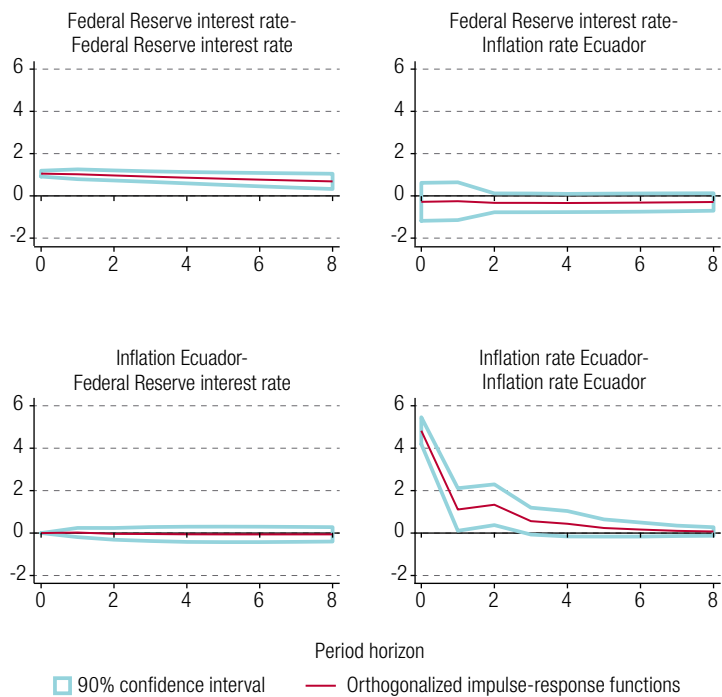 Federal Reserve interest rate-
Federal Reserve interest rate
6
4
2
0
-2
0 2 4 6 8
Federal Reserve interest rate-
Inflation rate Ecuador
6
4
2
0
-2
0 2 4 6 8
Inflation Ecuador-
Federal Reserve interest rate
6
4
2
0
-2
0 2 4 6 8
Inflation rate Ecuador-
Inflation rate Ecuador
6
4
2
0
-2
0 2 4 6 8
Period horizon
90% confidence interval
Orthogonalized impulse-response functions